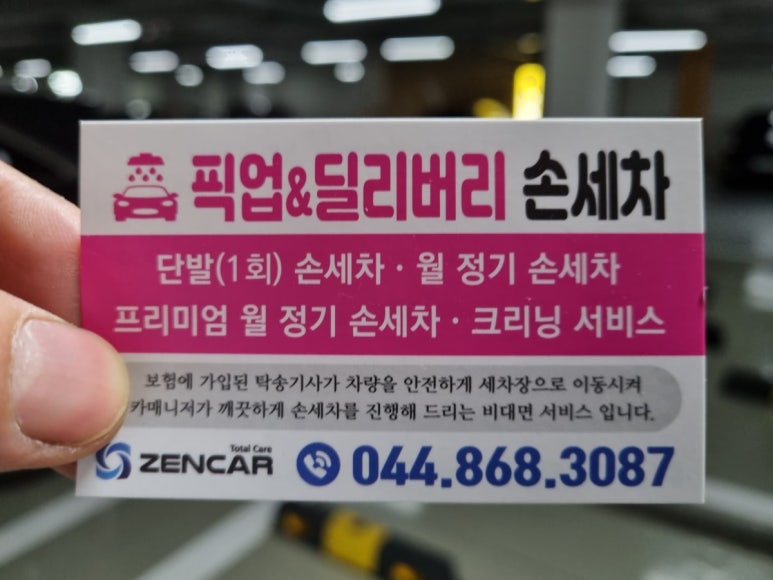 픽업&딜리버리 손세차
단발(1회) 손세차 · 월 정기 손세차
프리미엄 월 정기 손세차 · 크리닝 서비스
보험에 가입된 탁송기사가 차량을 안전하게 세차장으로 이동시켜
카매니저가 깨끗하게 손세차를 진행해 드리는 비대면 서비스 입니다.
Total Care
ZENCAR 044.868.3087